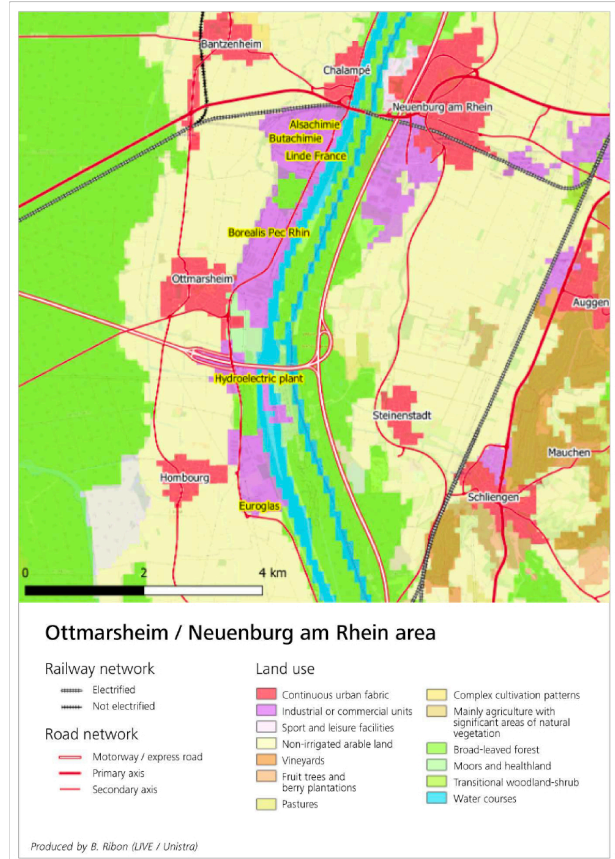 Bantzenheim
Chalampé
Neuenburg am Rhein
Alsachimie
Butachimie
Linde France
Borealis Pec Rhin
Ottmarsheim
Auggen
Hydroelectric plant
Steinenstadt
Mauchen
Hombourg
Schliengen
Euroglas
0 2 4 km
Ottmarsheim / Neuenburg am Rhein area
Railway network
Electrified
Not electrified
Road network
Motorway / express road
Primary axis
Secondary axis
Land use
Continuous urban fabric
Industrial or commercial units
Sport and leisure facilities
Non-irrigated arable land
Vineyards
Fruit trees and
berry plantations
Pastures
Complex cultivation patterns
Mainly agriculture with
significant areas of natural
vegetation
Broad-leaved forest
Moors and healthland
Transitional woodland-shrub
Water courses
Produced by B. Ribon (LIVE / Unistra)